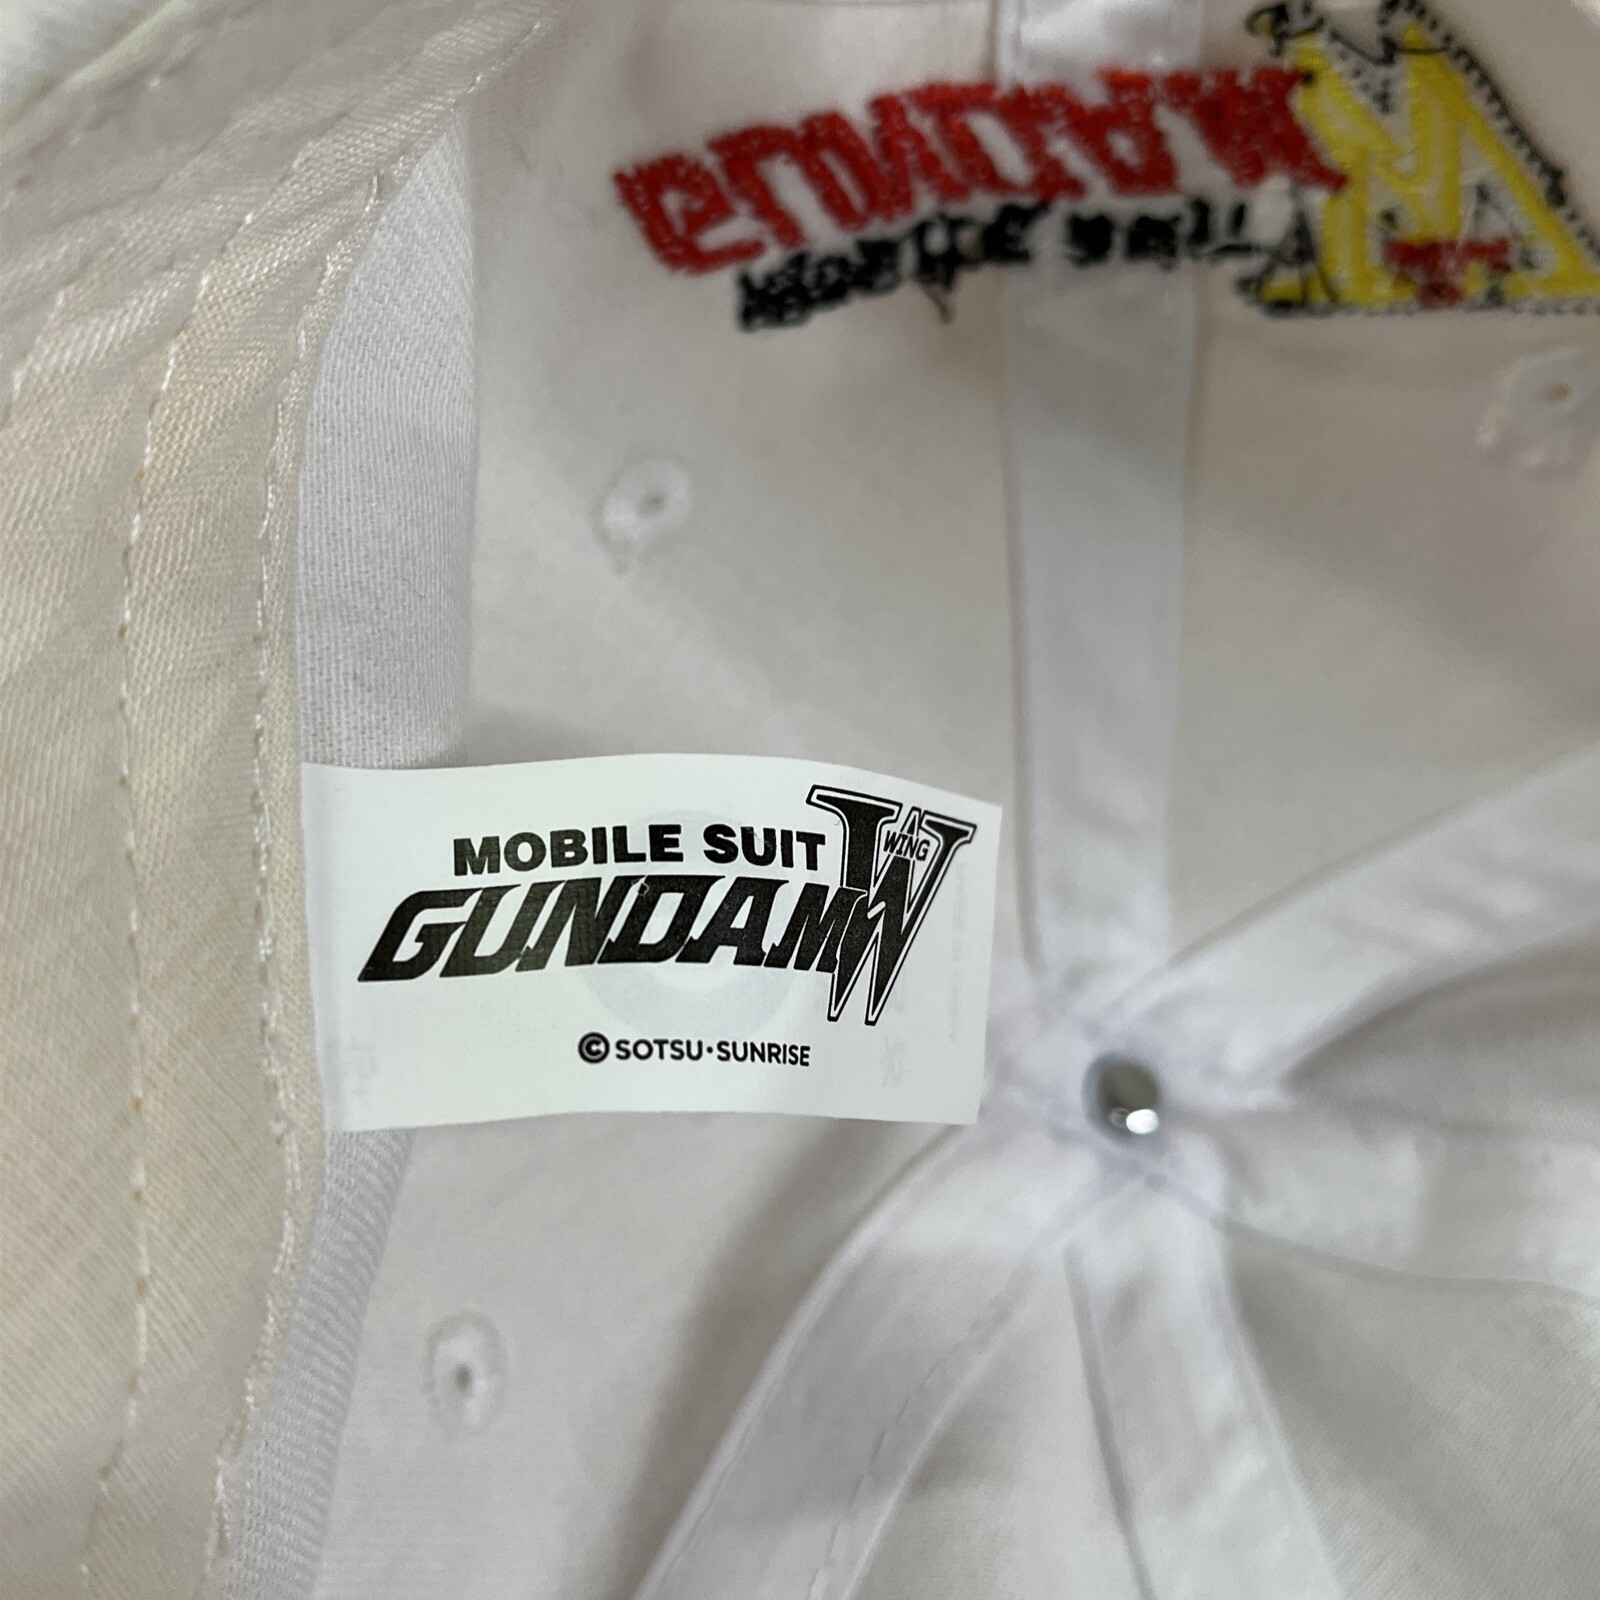 MOBILE SUIT
GUNDAM W
WING
© SOTSU・SUNRISE